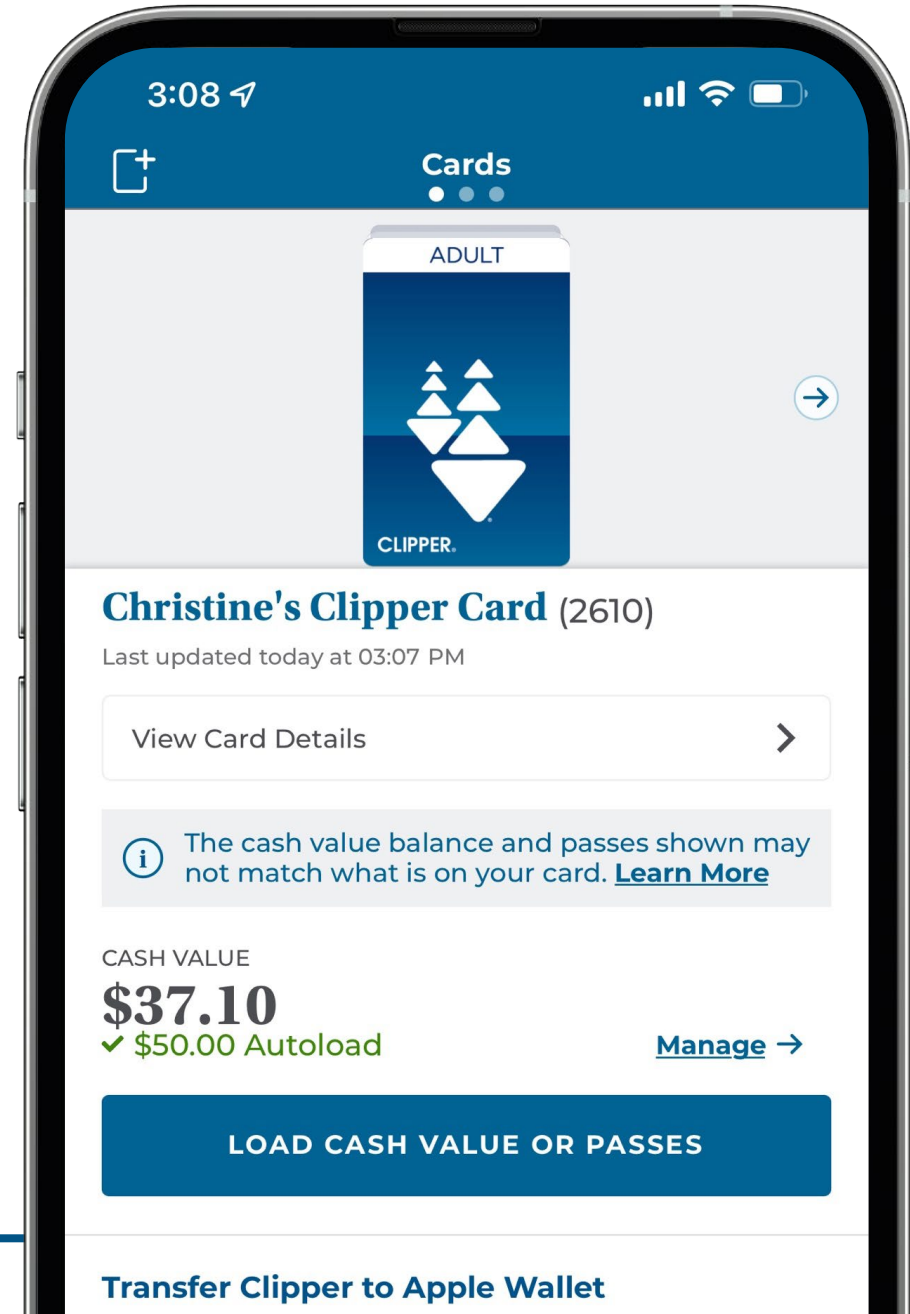 3:08
Cards
ADULT
CLIPPER®
Christine's Clipper Card (2610)
Last updated today at 03:07 PM
View Card Details
The cash value balance and passes shown may
not match what is on your card. Learn More
CASH VALUE
$37.10
$50.00 Autoload
Manage
LOAD CASH VALUE OR PASSES
Transfer Clipper to Apple Wallet